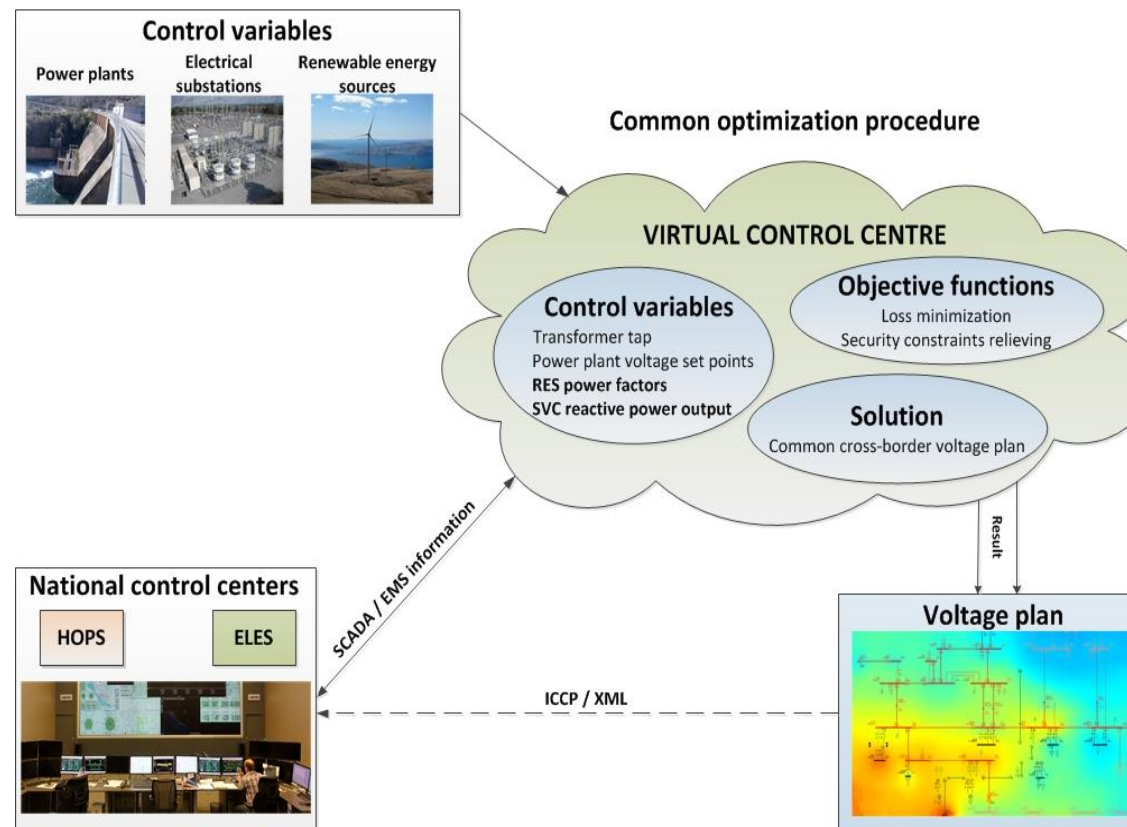 Control variables
Power plants
Electrical
substations
Renewable energy
sources
Common optimization procedure
VIRTUAL CONTROL CENTRE
Control variables
Transformer tap
Power plant voltage set points
RES power factors
SVC reactive power output
Objective functions
Loss minimization
Security constraints relieving
Solution
Common cross-border voltage plan
SCADA / EMS information
Result
National control centers
HOPS
ELES
ICCP / XML
Voltage plan